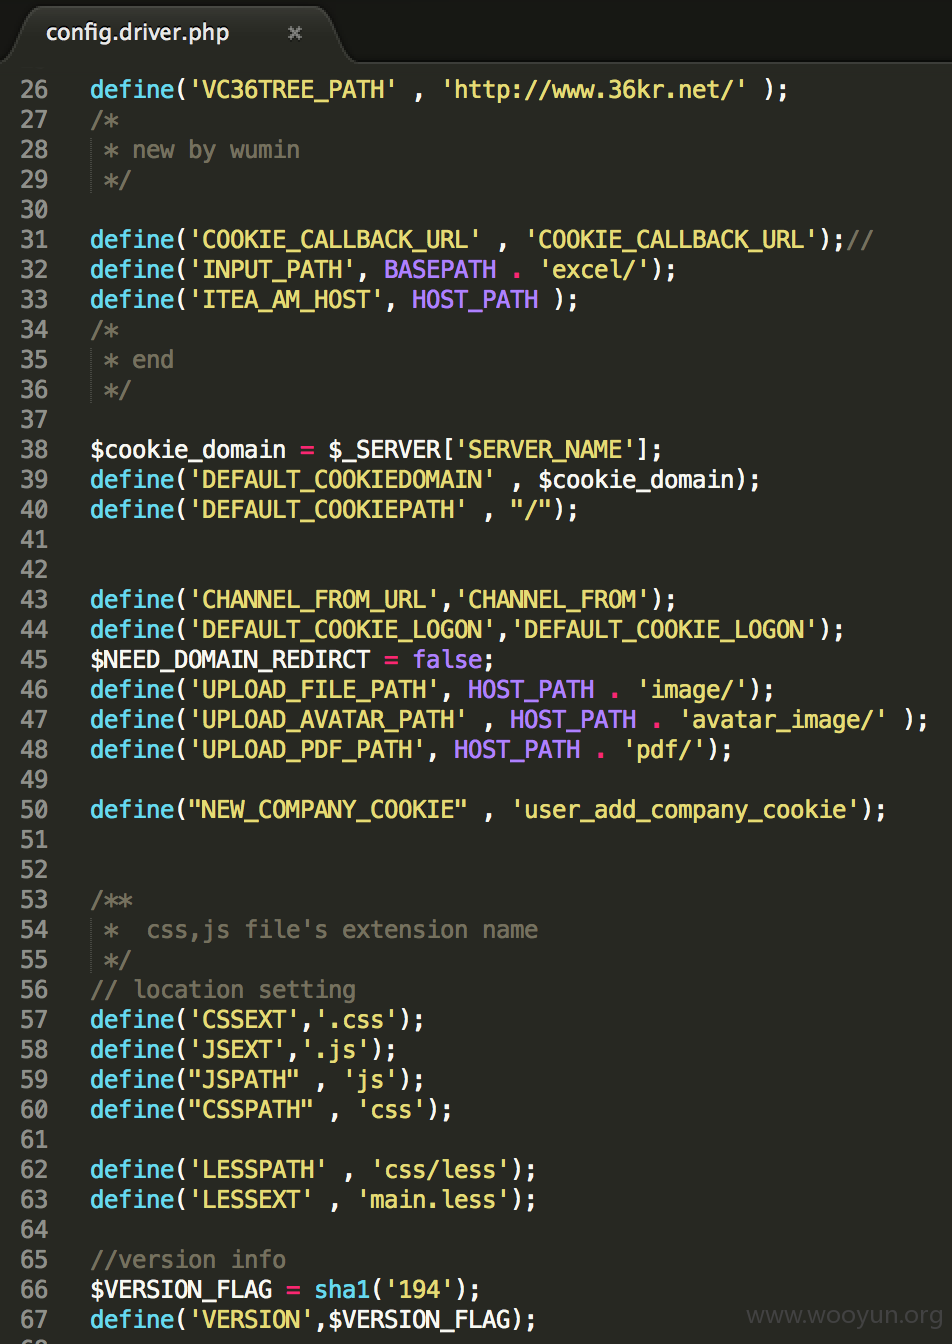 config.driver.php ×
26 define('VC36TREE_PATH' , 'http://www.36kr.net/' );
27 /*
28 * new by wumin
29 */
30
31 define('COOKIE_CALLBACK_URL' , 'COOKIE_CALLBACK_URL');//
32 define('INPUT_PATH', BASEPATH . 'excel/');
33 define('ITEA_AM_HOST', HOST_PATH );
34 /*
35 * end
36 */
37
38 $cookie_domain = $_SERVER['SERVER_NAME'];
39 define('DEFAULT_COOKIEDOMAIN' , $cookie_domain);
40 define('DEFAULT_COOKIEPATH' , "/");
41
42
43 define('CHANNEL_FROM_URL','CHANNEL_FROM');
44 define('DEFAULT_COOKIE_LOGON','DEFAULT_COOKIE_LOGON');
45 $NEED_DOMAIN_REDIRCT = false;
46 define('UPLOAD_FILE_PATH', HOST_PATH . 'image/');
47 define('UPLOAD_AVATAR_PATH' , HOST_PATH . 'avatar_image/' );
48 define('UPLOAD_PDF_PATH', HOST_PATH . 'pdf/');
49
50 define("NEW_COMPANY_COOKIE" , 'user_add_company_cookie');
51
52
53 /**
54 * css,js file's extension name
55 */
56 // location setting
57 define('CSSEXT','.css');
58 define('JSEXT','.js');
59 define("JSPATH" , 'js');
60 define("CSSPATH" , 'css');
61
62 define('LESSPATH' , 'css/less');
63 define('LESSEXT' , 'main.less');
64
65 //version info
66 $VERSION_FLAG = sha1('194');
67 define('VERSION',$VERSION_FLAG);
www.wooyun.org